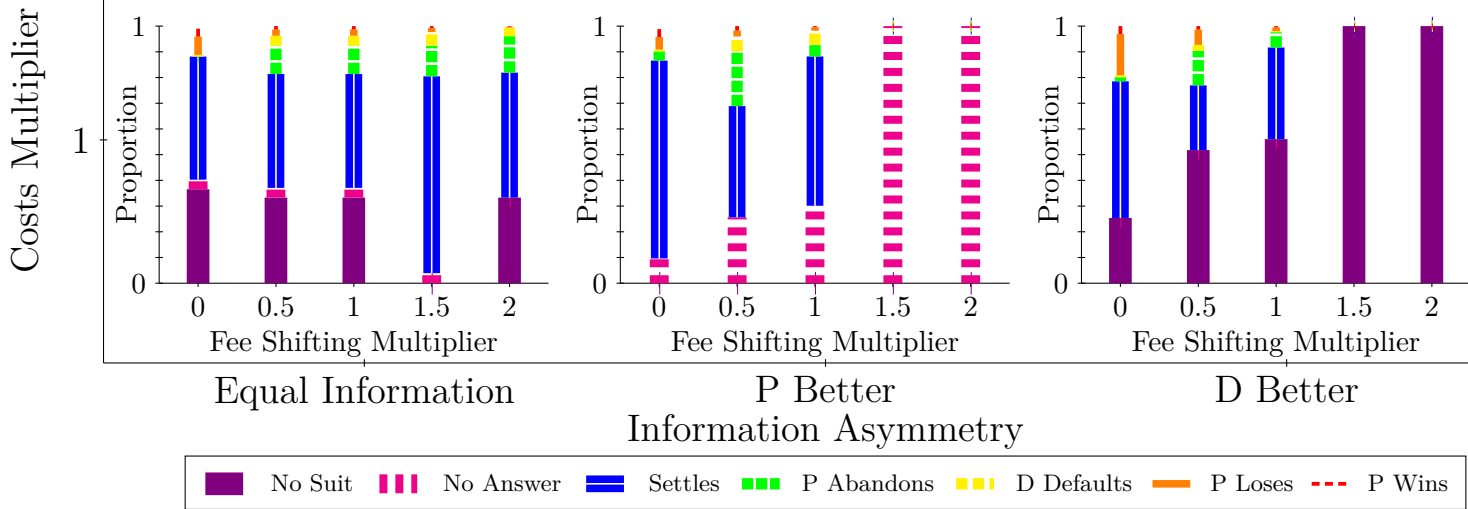 Costs Multiplier
1
1
Proportion
0
0 0.5 1 1.5 2
Fee Shifting Multiplier
1
Proportion
0
0 0.5 1 1.5 2
Fee Shifting Multiplier
1
Proportion
0
0 0.5 1 1.5 2
Fee Shifting Multiplier
Equal Information P Better D Better
Information Asymmetry
No Suit No Answer Settles P Abandons D Defaults P Loses P Wins